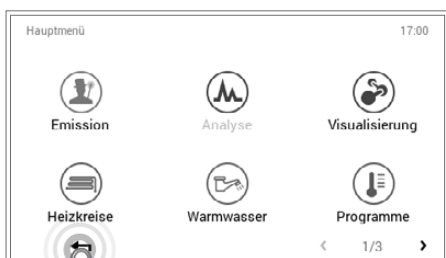 Hauptmenü 17:00
Emission Analyse Visualisierung
Heizkreise Warmwasser Programme
1/3